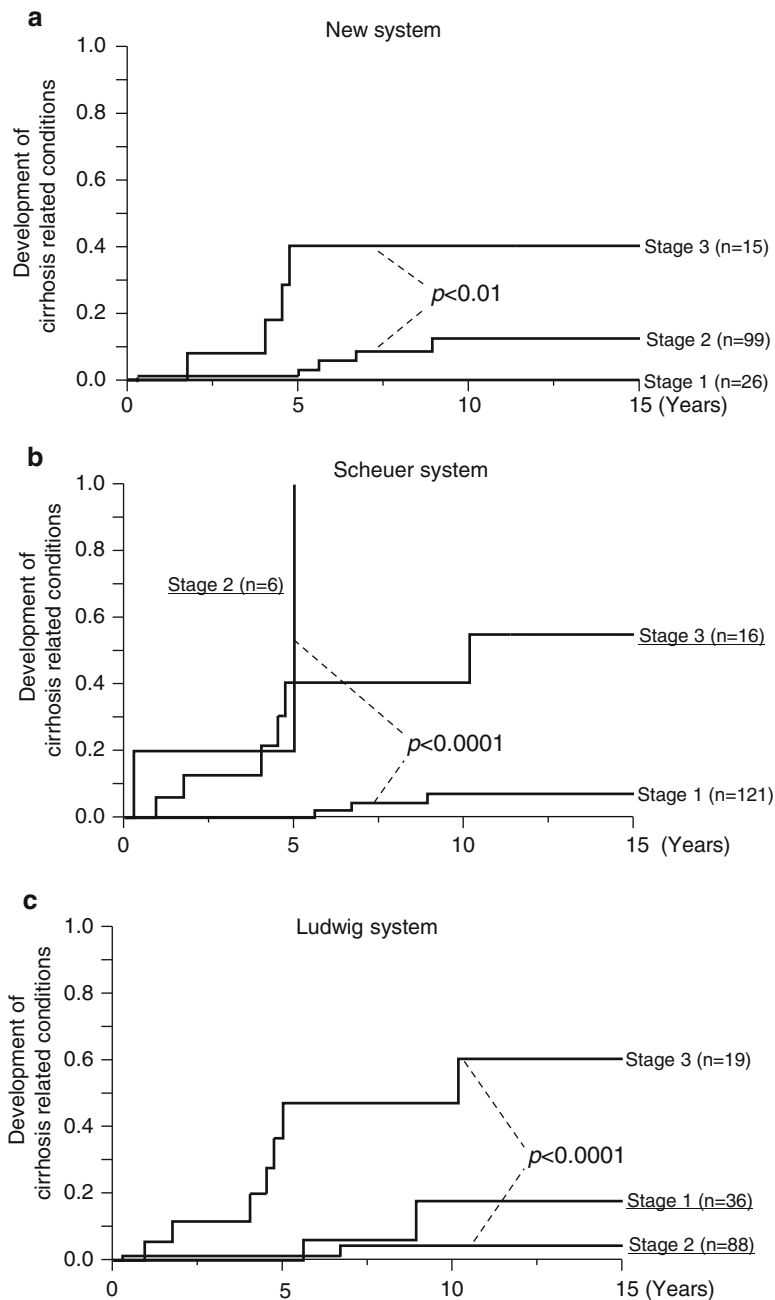 a
New system
Development of
cirrhosis related conditions
1.0
0.8
0.6
0.4
0.2
0.0
Stage 3 (n=15)
p<0.01
Stage 2 (n=99)
Stage 1 (n=26)
0 5 10 15 (Years)
b
Scheuer system
Development of
cirrhosis related conditions
1.0
0.8
0.6
0.4
0.2
0.0
Stage 2 (n=6)
Stage 3 (n=16)
p<0.0001
Stage 1 (n=121)
0 5 10 15 (Years)
c
Ludwig system
Development of
cirrhosis related conditions
1.0
0.8
0.6
0.4
0.2
0.0
Stage 3 (n=19)
p<0.0001
Stage 1 (n=36)
Stage 2 (n=88)
0 5 10 15 (Years)